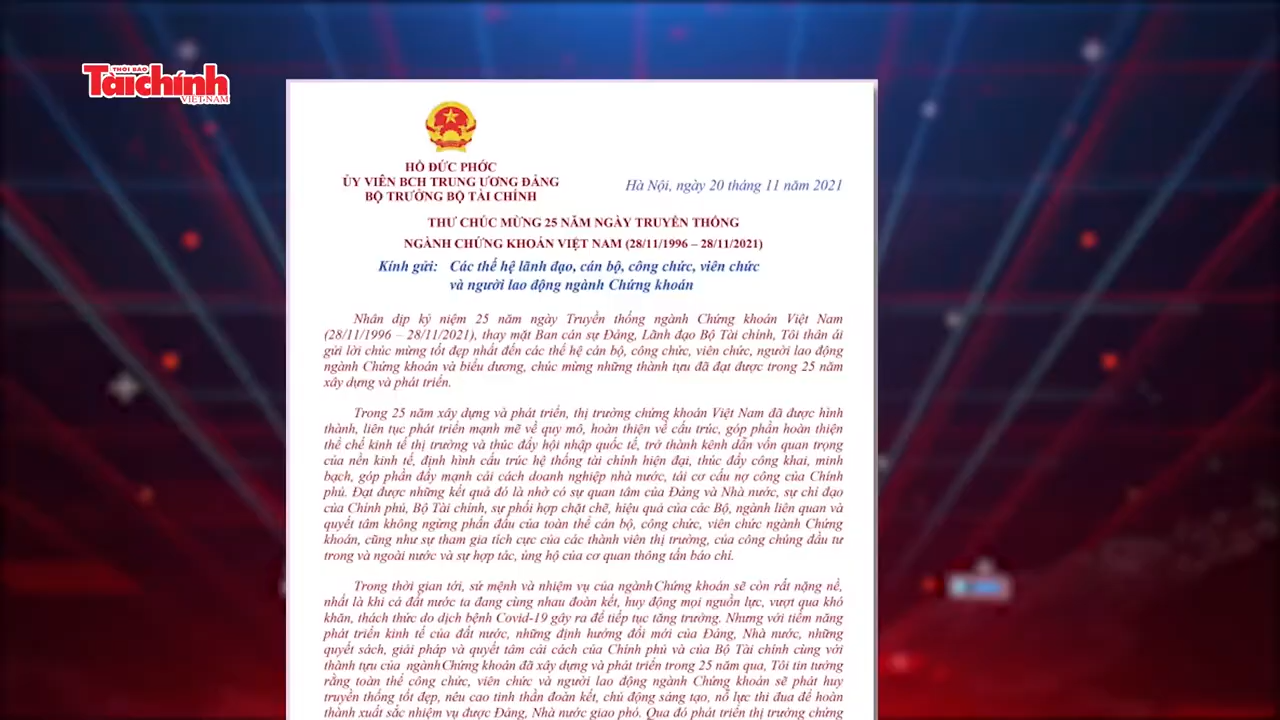 THỜI BÁO
Tài chính
VIỆT NAM
HỒ ĐỨC PHỚC
ỦY VIÊN BCH TRUNG ƯƠNG ĐẢNG
BỘ TRƯỞNG BỘ TÀI CHÍNH
Hà Nội, ngày 20 tháng 11 năm 2021
THƯ CHÚC MỪNG 25 NĂM NGÀY TRUYỀN THỐNG
NGÀNH CHỨNG KHOÁN VIỆT NAM (28/11/1996 – 28/11/2021)
Kính gửi: Các thế hệ lãnh đạo, cán bộ, công chức, viên chức
và người lao động ngành Chứng khoán
Nhân dịp kỷ niệm 25 năm ngày Truyền thống ngành Chứng khoán Việt Nam
(28/11/1996 – 28/11/2021), thay mặt Ban cán sự Đảng, Lãnh đạo Bộ Tài chính, Tôi thân ái
gửi lời chúc mừng tốt đẹp nhất đến các thế hệ cán bộ, công chức, viên chức, người lao động
ngành Chứng khoán và biểu dương, chúc mừng những thành tựu đã đạt được trong 25 năm
xây dựng và phát triển.
Trong 25 năm xây dựng và phát triển, thị trường chứng khoán Việt Nam đã được hình
thành, liên tục phát triển mạnh mẽ về quy mô, hoàn thiện về cấu trúc, góp phần hoàn thiện
thể chế kinh tế thị trường và thúc đẩy hội nhập quốc tế, trở thành kênh dẫn vốn quan trọng
của nền kinh tế, định hình cấu trúc hệ thống tài chính hiện đại, thúc đẩy công khai, minh
bạch, góp phần đẩy mạnh cải cách doanh nghiệp nhà nước, tái cơ cấu nợ công của Chính
phủ. Đạt được những kết quả đó là nhờ có sự quan tâm của Đảng và Nhà nước, sự chỉ đạo
của Chính phủ, Bộ Tài chính, sự phối hợp chặt chẽ, hiệu quả của các Bộ, ngành liên quan và
quyết tâm không ngừng phấn đấu của toàn thể cán bộ, công chức, viên chức ngành Chứng
khoán, cũng như sự tham gia tích cực của các thành viên thị trường, của công chúng đầu tư
trong và ngoài nước và sự hợp tác, ủng hộ của cơ quan thông tấn báo chí.
Trong thời gian tới, sứ mệnh và nhiệm vụ của ngành Chứng khoán sẽ còn rất nặng nề,
nhất là khi cả đất nước ta đang cùng nhau đoàn kết, huy động mọi nguồn lực, vượt qua khó
khăn, thách thức do dịch bệnh Covid-19 gây ra để tiếp tục tăng trưởng. Nhưng với tiềm năng
phát triển kinh tế của đất nước, những định hướng đổi mới của Đảng, Nhà nước, những
quyết sách, giải pháp và quyết tâm cải cách của Chính phủ và của Bộ Tài chính cùng với
thành tựu của ngành Chứng khoán đã xây dựng và phát triển trong 25 năm qua, Tôi tin tưởng
rằng toàn thể công chức, viên chức và người lao động ngành Chứng khoán sẽ phát huy
truyền thống tốt đẹp, nêu cao tinh thần đoàn kết, chủ động sáng tạo, nỗ lực thi đua để hoàn
thành xuất sắc nhiệm vụ được Đảng, Nhà nước giao phó. Qua đó phát triển thị trường chứng